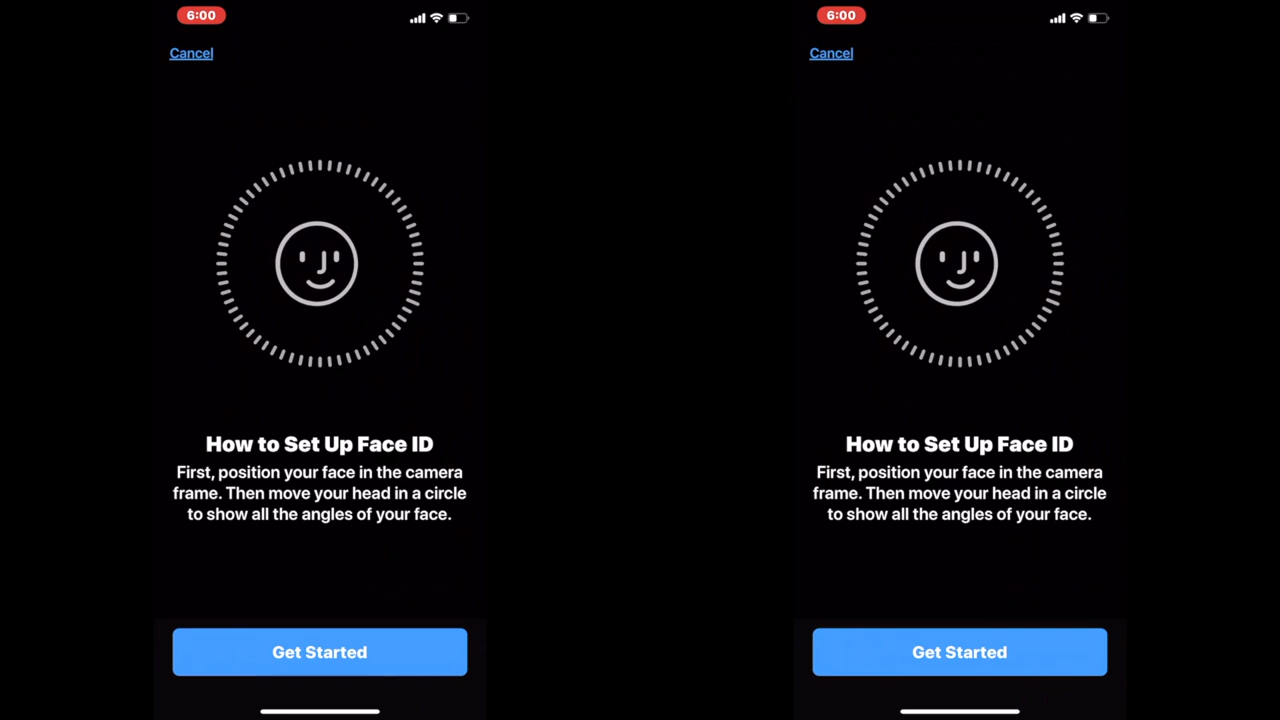 6:00
Cancel
How to Set Up Face ID
First, position your face in the camera
frame. Then move your head in a circle
to show all the angles of your face.
Get Started
6:00
Cancel
How to Set Up Face ID
First, position your face in the camera
frame. Then move your head in a circle
to show all the angles of your face.
Get Started